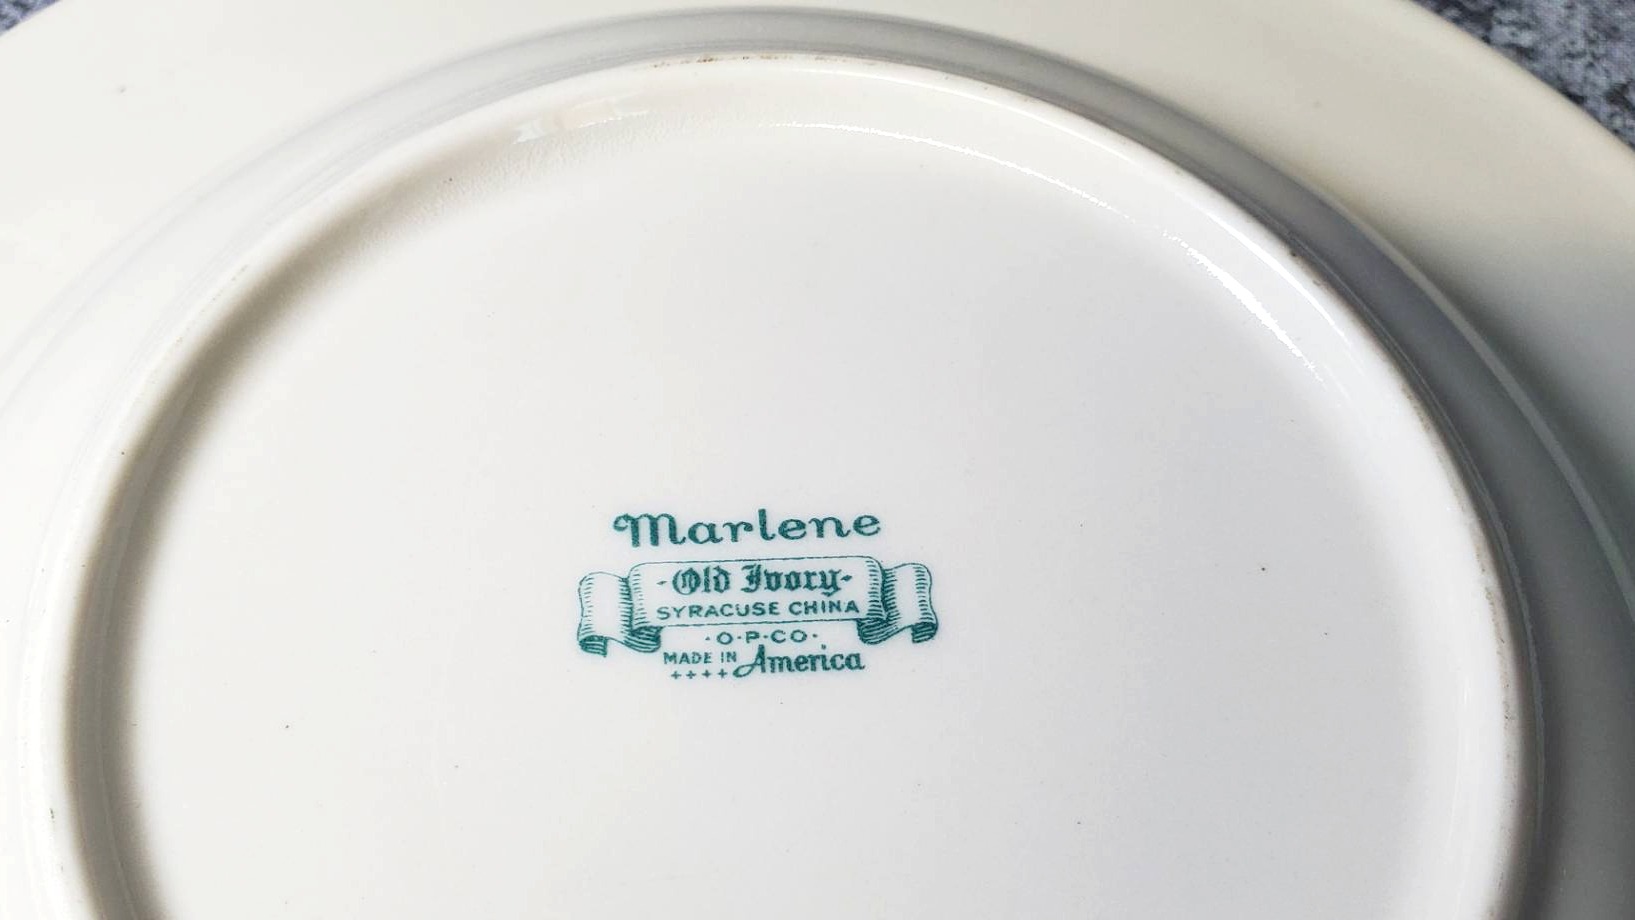 Marlene
-Old Ivory-
SYRACUSE CHINA
·O·P·CO·
MADE IN America
++++